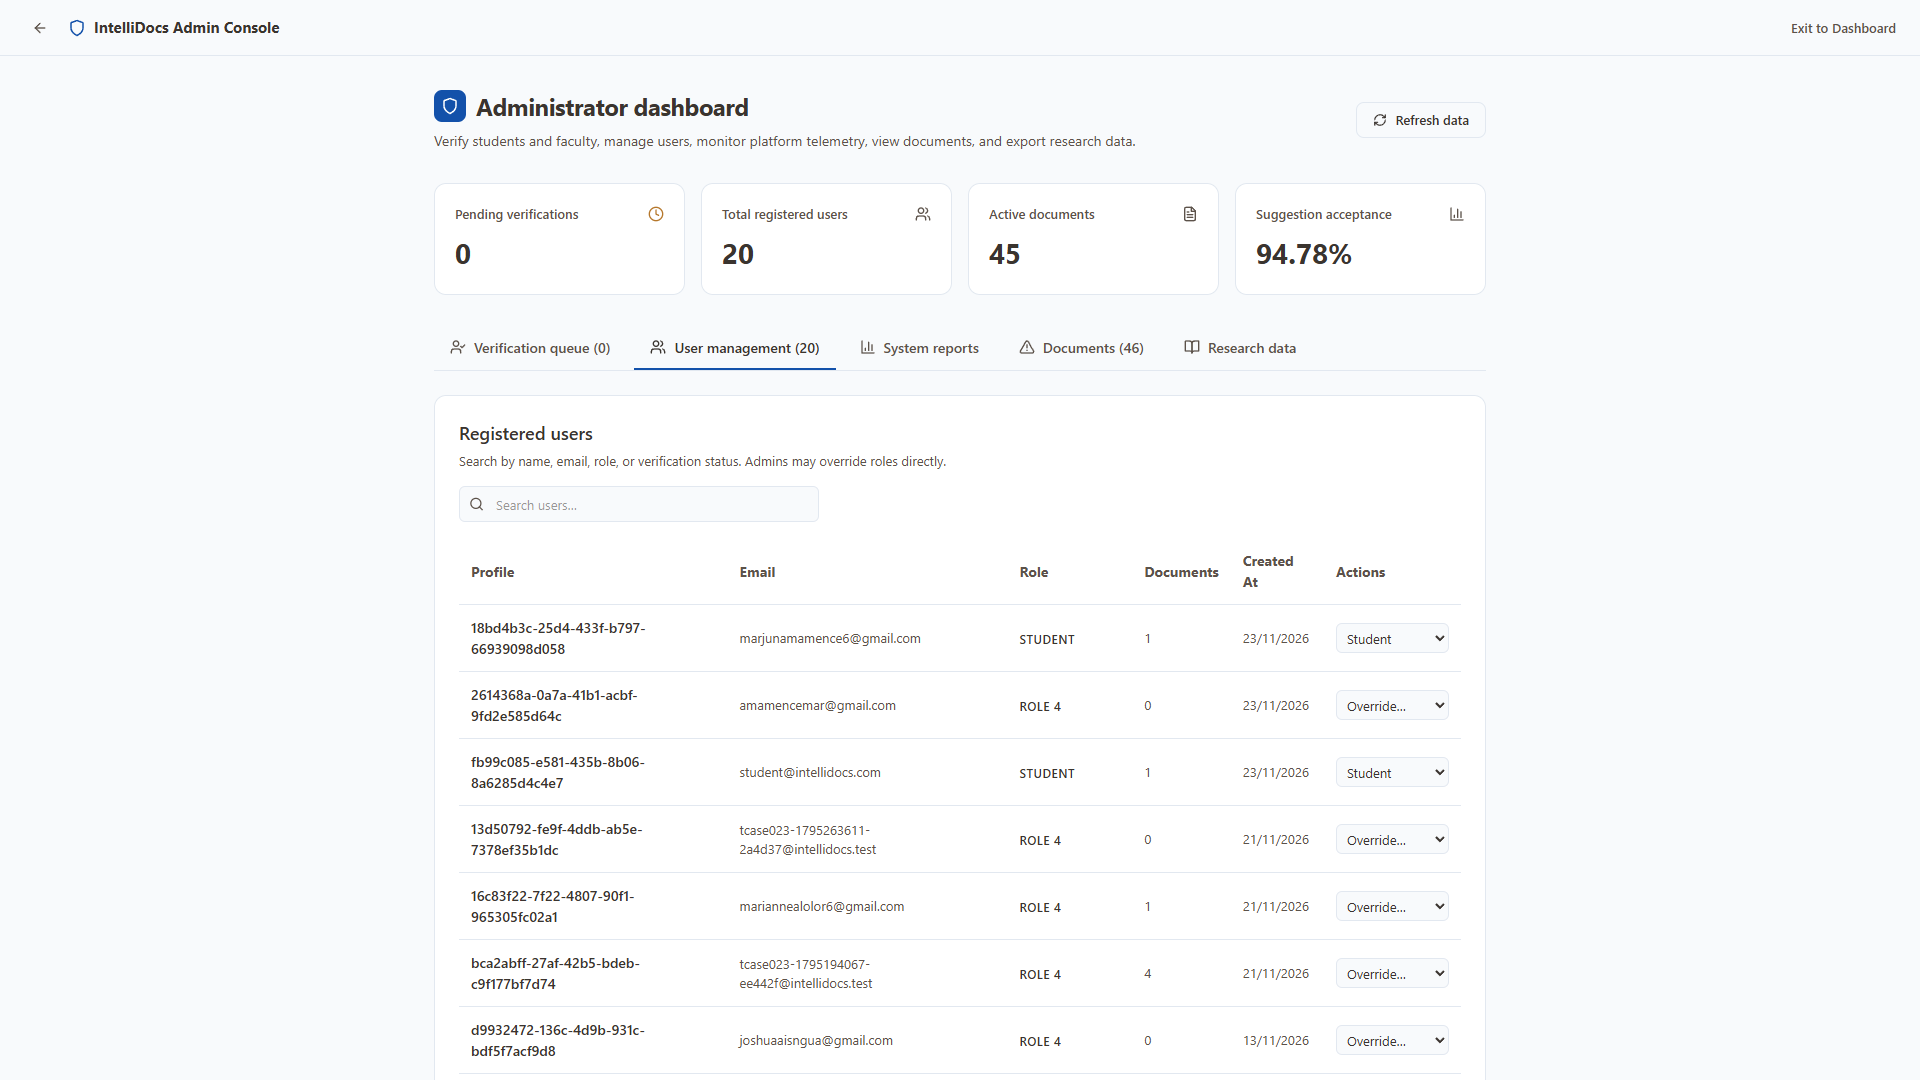 IntelliDocs Admin Console
Exit to Dashboard
Administrator dashboard
Verify students and faculty, manage users, monitor platform telemetry, view documents, and export research data.
Refresh data
Pending verifications
0
Total registered users
20
Active documents
45
Suggestion acceptance
94.78%
Verification queue (0)
User management (20)
System reports
Documents (46)
Research data
Registered users
Search by name, email, role, or verification status. Admins may override roles directly.
Search users...
Profile Email Role Documents Created
At
Actions
18bd4b3c-25d4-433f-b797-
66939098d058
marjunamamence6@gmail.com STUDENT 1 23/11/2026 Student
2614368a-0a7a-41b1-acbf-
9fd2e585d64c
amamencemar@gmail.com ROLE 4 0 23/11/2026 Override...
fb99c085-e581-435b-8b06-
8a6285d4c4e7
student@intellidocs.com STUDENT 1 23/11/2026 Student
13d50792-fe9f-4ddb-ab5e-
7378ef35b1dc
tcase023-1795263611-
2a4d37@intellidocs.test
ROLE 4 0 21/11/2026 Override...
16c83f22-7f22-4807-90f1-
965305fc02a1
mariannealolor6@gmail.com ROLE 4 1 21/11/2026 Override...
bca2abff-27af-42b5-bdeb-
c9f177bf7d74
tcase023-1795194067-
ee442f@intellidocs.test
ROLE 4 4 21/11/2026 Override...
d9932472-136c-4d9b-931c-
bdf5f7acf9d8
joshuaaisngua@gmail.com ROLE 4 0 13/11/2026 Override...